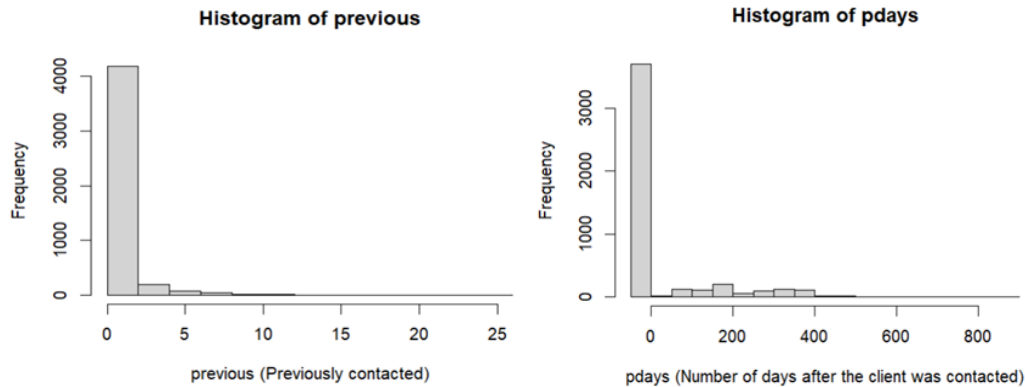 Histogram of previous
Frequency
4000
3000
2000
1000
0
0 5 10 15 20 25
previous (Previously contacted)
Histogram of pdays
Frequency
3000
2000
1000
0
0 200 400 600 800
pdays (Number of days after the client was contacted)